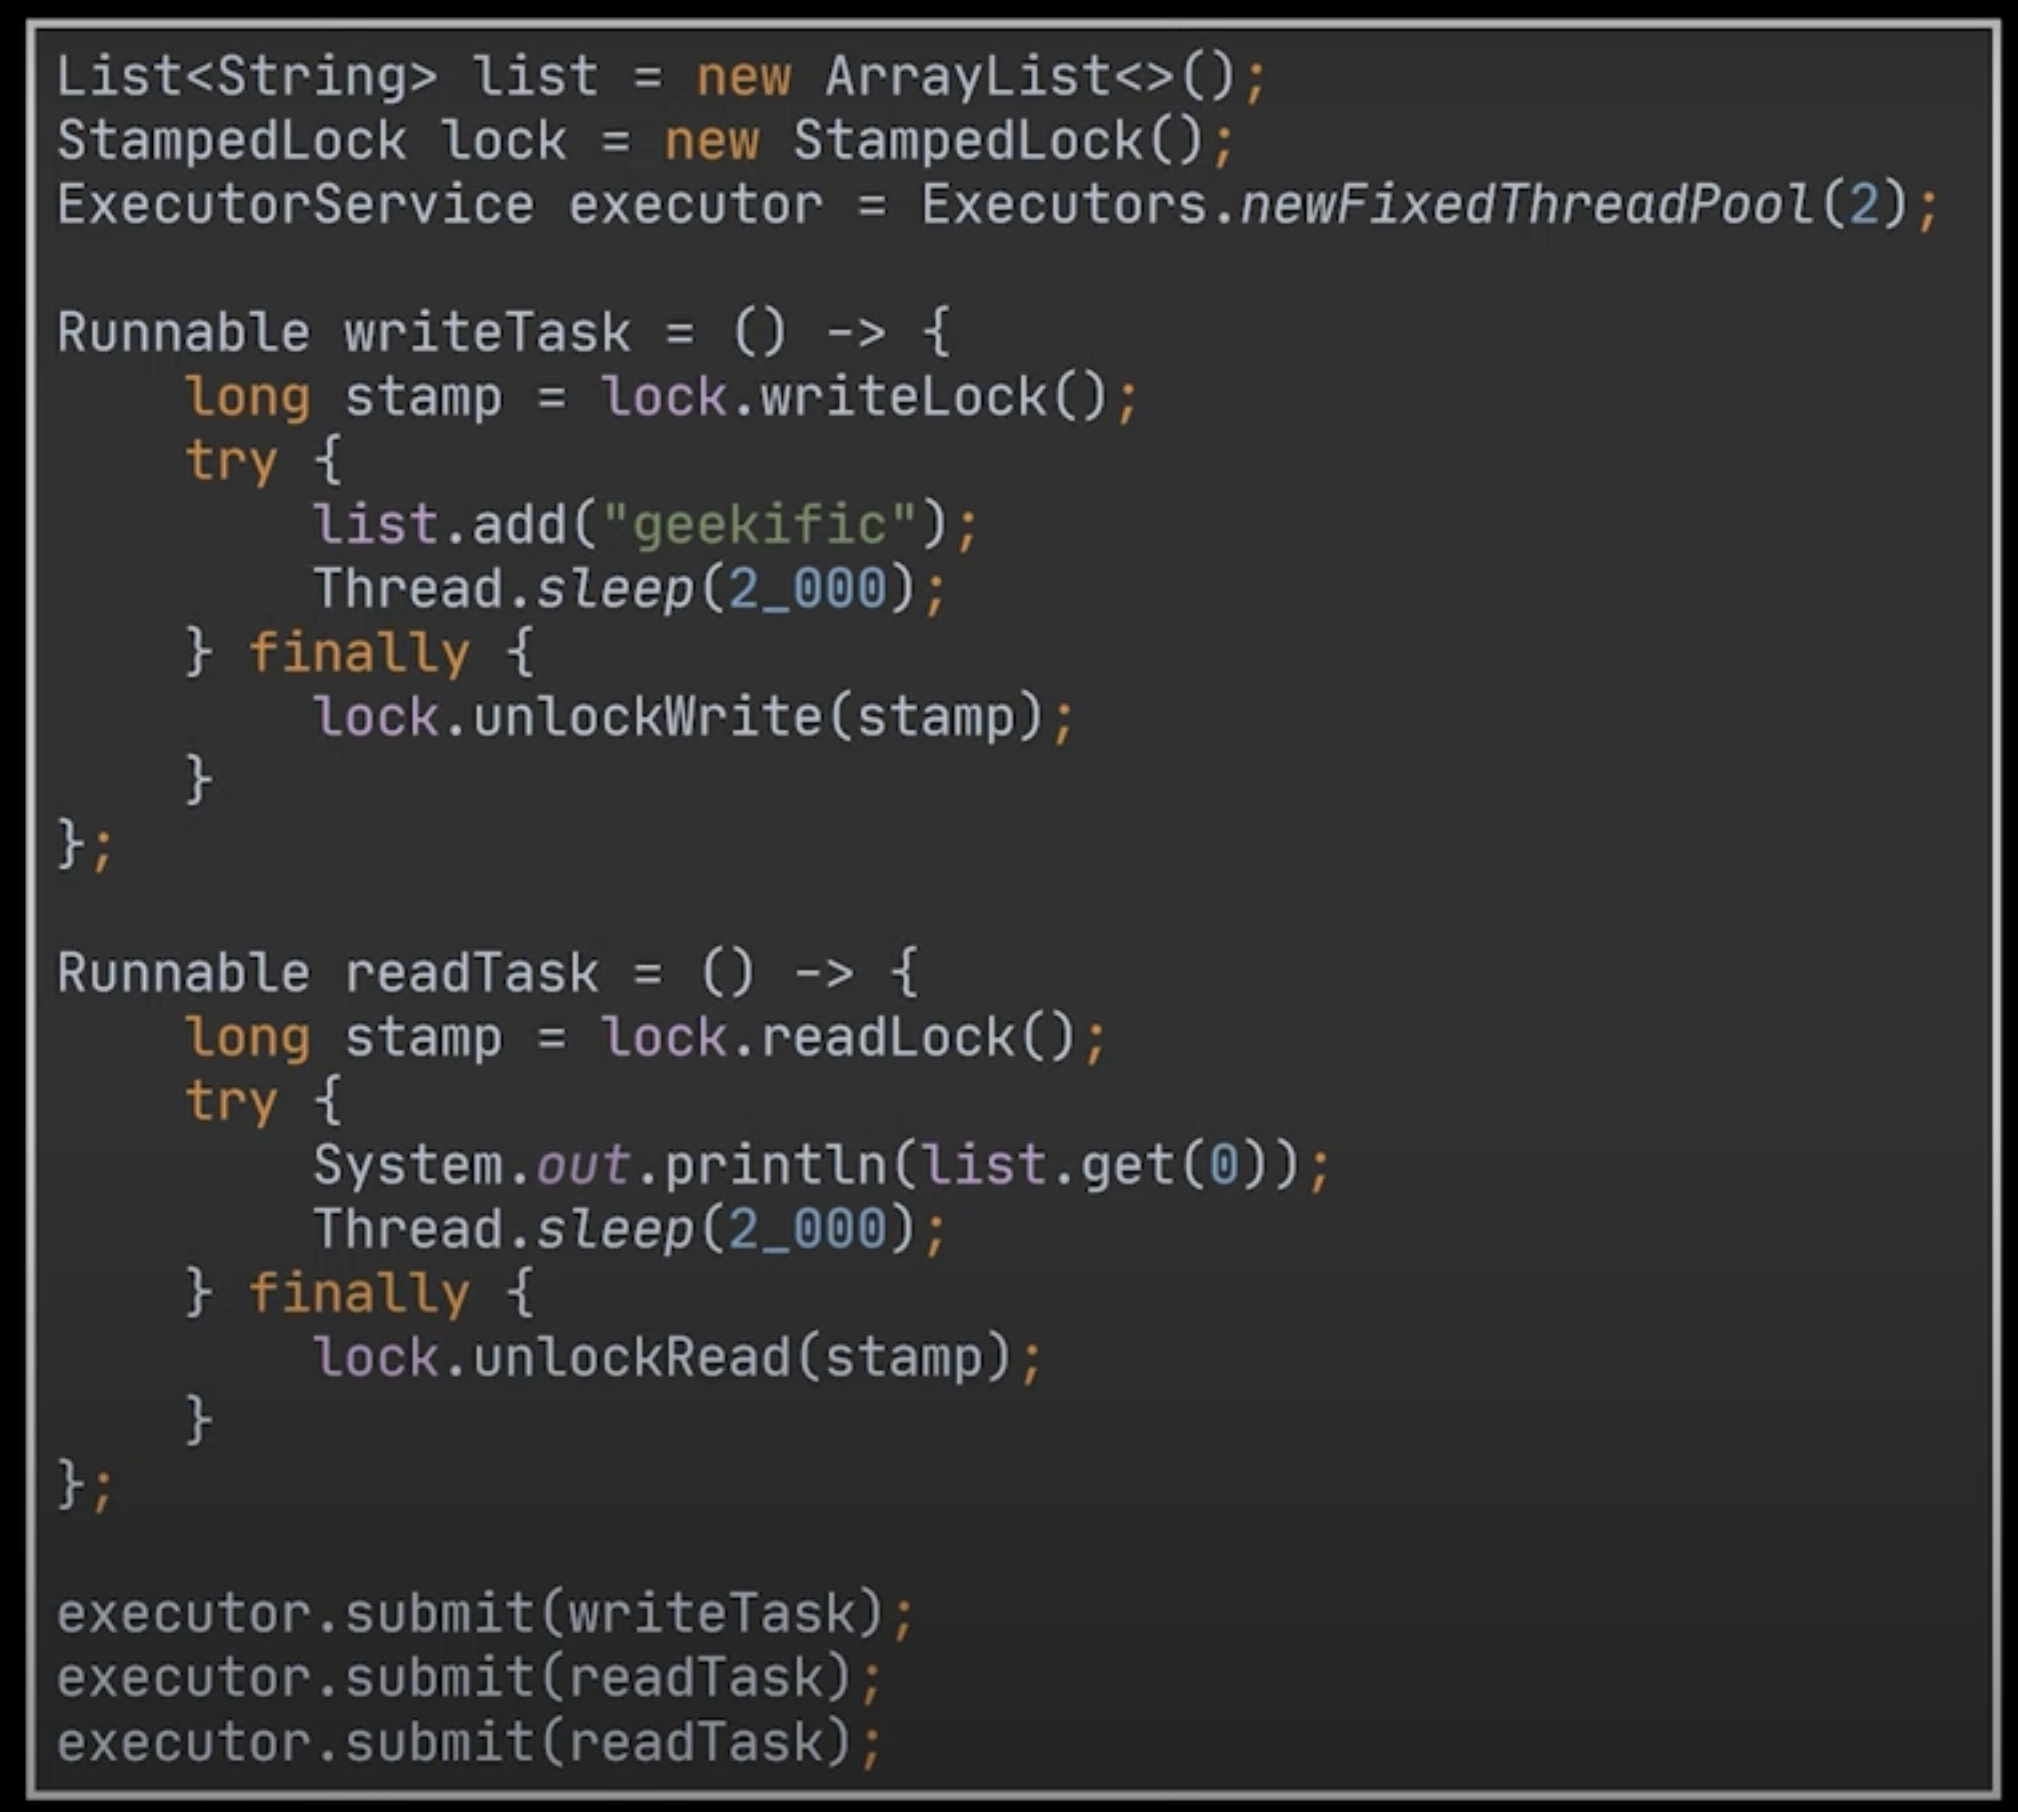 List<String> list = new ArrayList<>();
StampedLock lock = new StampedLock();
ExecutorService executor = Executors.newFixedThreadPool(2);
Runnable writeTask = () -> {
    long stamp = lock.writeLock();
    try {
        list.add("geekific");
        Thread.sleep(2_000);
    } finally {
        lock.unlockWrite(stamp);
    }
};
Runnable readTask = () -> {
    long stamp = lock.readLock();
    try {
        System.out.println(list.get(0));
        Thread.sleep(2_000);
    } finally {
        lock.unlockRead(stamp);
    }
};
executor.submit(writeTask);
executor.submit(readTask);
executor.submit(readTask);